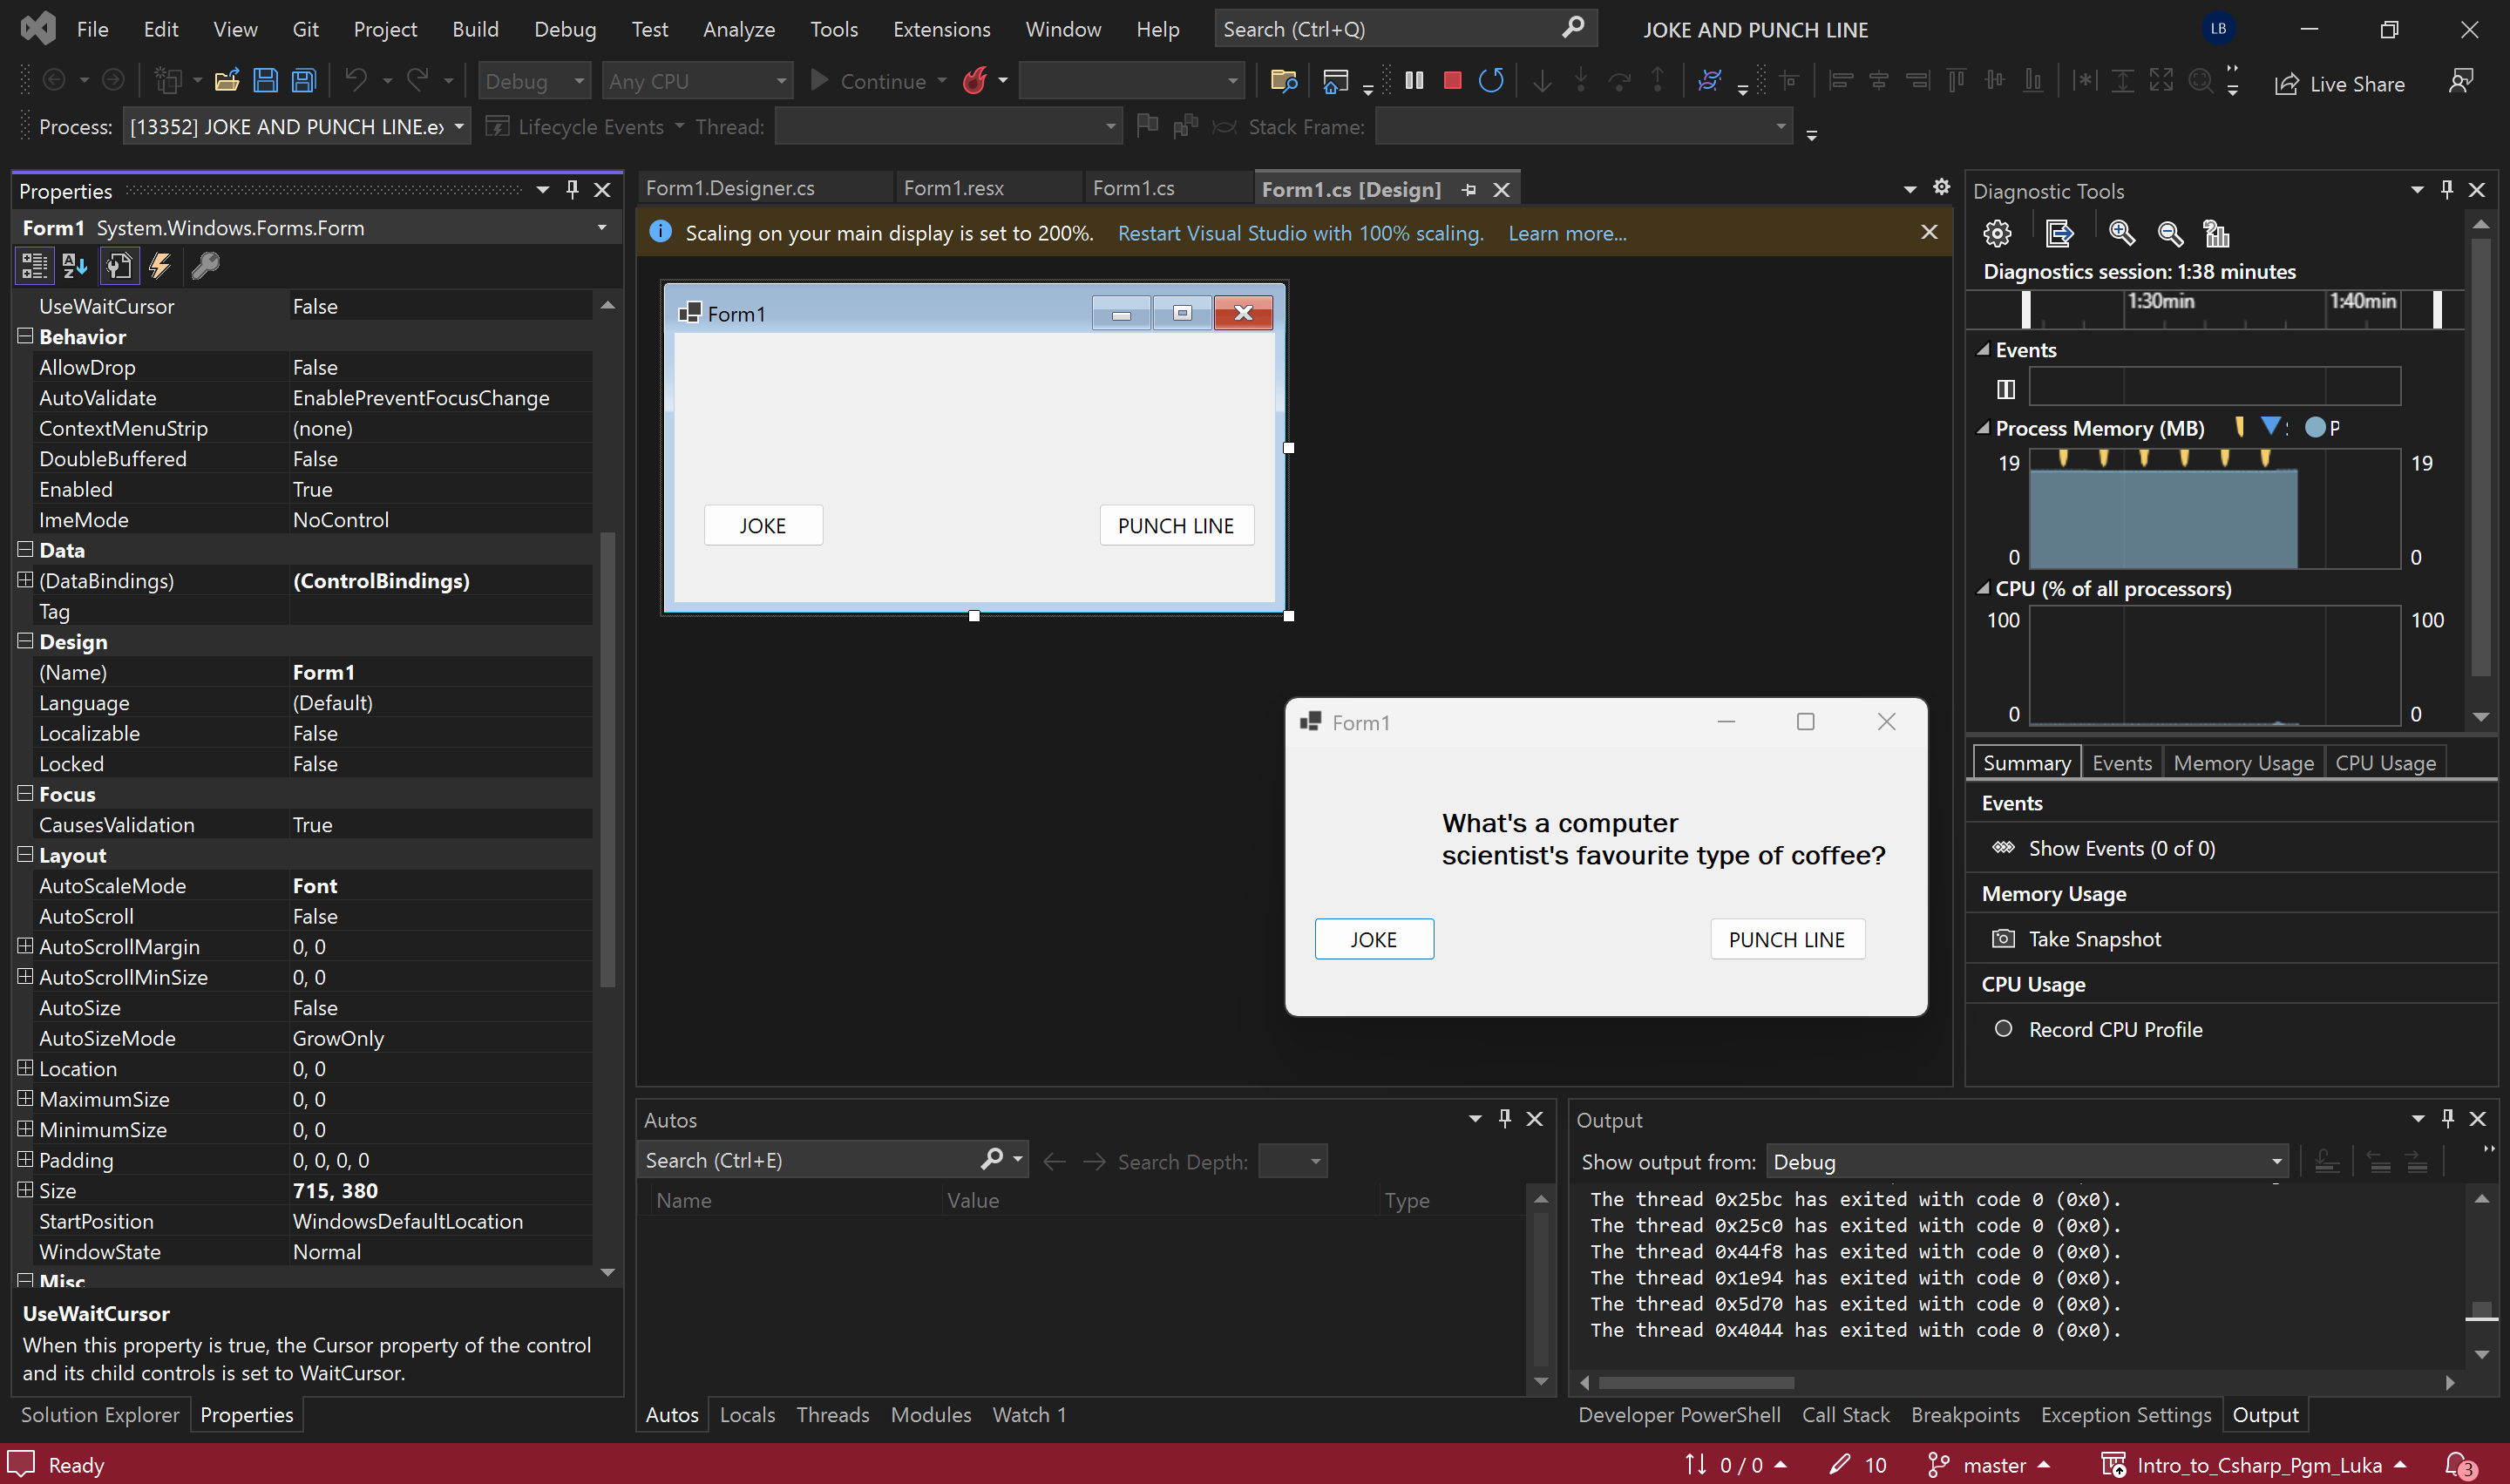 File Edit View Git Project Build Debug Test Analyze Tools Extensions Window Help Search (Ctrl+Q) JOKE AND PUNCH LINE LB
Debug Any CPU Continue Live Share
Process: [13352] JOKE AND PUNCH LINE.ex Lifecycle Events Thread: Stack Frame:
Properties
Form1 System.Windows.Forms.Form
UseWaitCursor False
Behavior
AllowDrop False
AutoValidate EnablePreventFocusChange
ContextMenuStrip (none)
DoubleBuffered False
Enabled True
ImeMode NoControl
Data
(DataBindings) (ControlBindings)
Tag
Design
(Name) Form1
Language (Default)
Localizable False
Locked False
Focus
CausesValidation True
Layout
AutoScaleMode Font
AutoScroll False
AutoScrollMargin 0, 0
AutoScrollMinSize 0, 0
AutoSize False
AutoSizeMode GrowOnly
Location 0, 0
MaximumSize 0, 0
MinimumSize 0, 0
Padding 0, 0, 0, 0
Size 715, 380
StartPosition WindowsDefaultLocation
WindowState Normal
Misc
UseWaitCursor
When this property is true, the Cursor property of the control
and its child controls is set to WaitCursor.
Solution Explorer Properties
Form1.Designer.cs Form1.resx Form1.cs Form1.cs [Design]
Scaling on your main display is set to 200%. Restart Visual Studio with 100% scaling. Learn more...
Form1
JOKE PUNCH LINE
Form1
What's a computer
scientist's favourite type of coffee?
JOKE PUNCH LINE
Autos
Search (Ctrl+E) Search Depth:
Name Value Type
Autos Locals Threads Modules Watch 1
Diagnostic Tools
Diagnostics session: 1:38 minutes
1:30min 1:40min
Events
Process Memory (MB) P
19 19
0 0
CPU (% of all processors)
100 100
0 0
Summary Events Memory Usage CPU Usage
Events
Show Events (0 of 0)
Memory Usage
Take Snapshot
CPU Usage
Record CPU Profile
Output
Show output from: Debug
The thread 0x25bc has exited with code 0 (0x0).
The thread 0x25c0 has exited with code 0 (0x0).
The thread 0x44f8 has exited with code 0 (0x0).
The thread 0x1e94 has exited with code 0 (0x0).
The thread 0x5d70 has exited with code 0 (0x0).
The thread 0x4044 has exited with code 0 (0x0).
Developer PowerShell Call Stack Breakpoints Exception Settings Output
Ready 0 / 0 10 master Intro_to_Csharp_Pgm_Luka 3